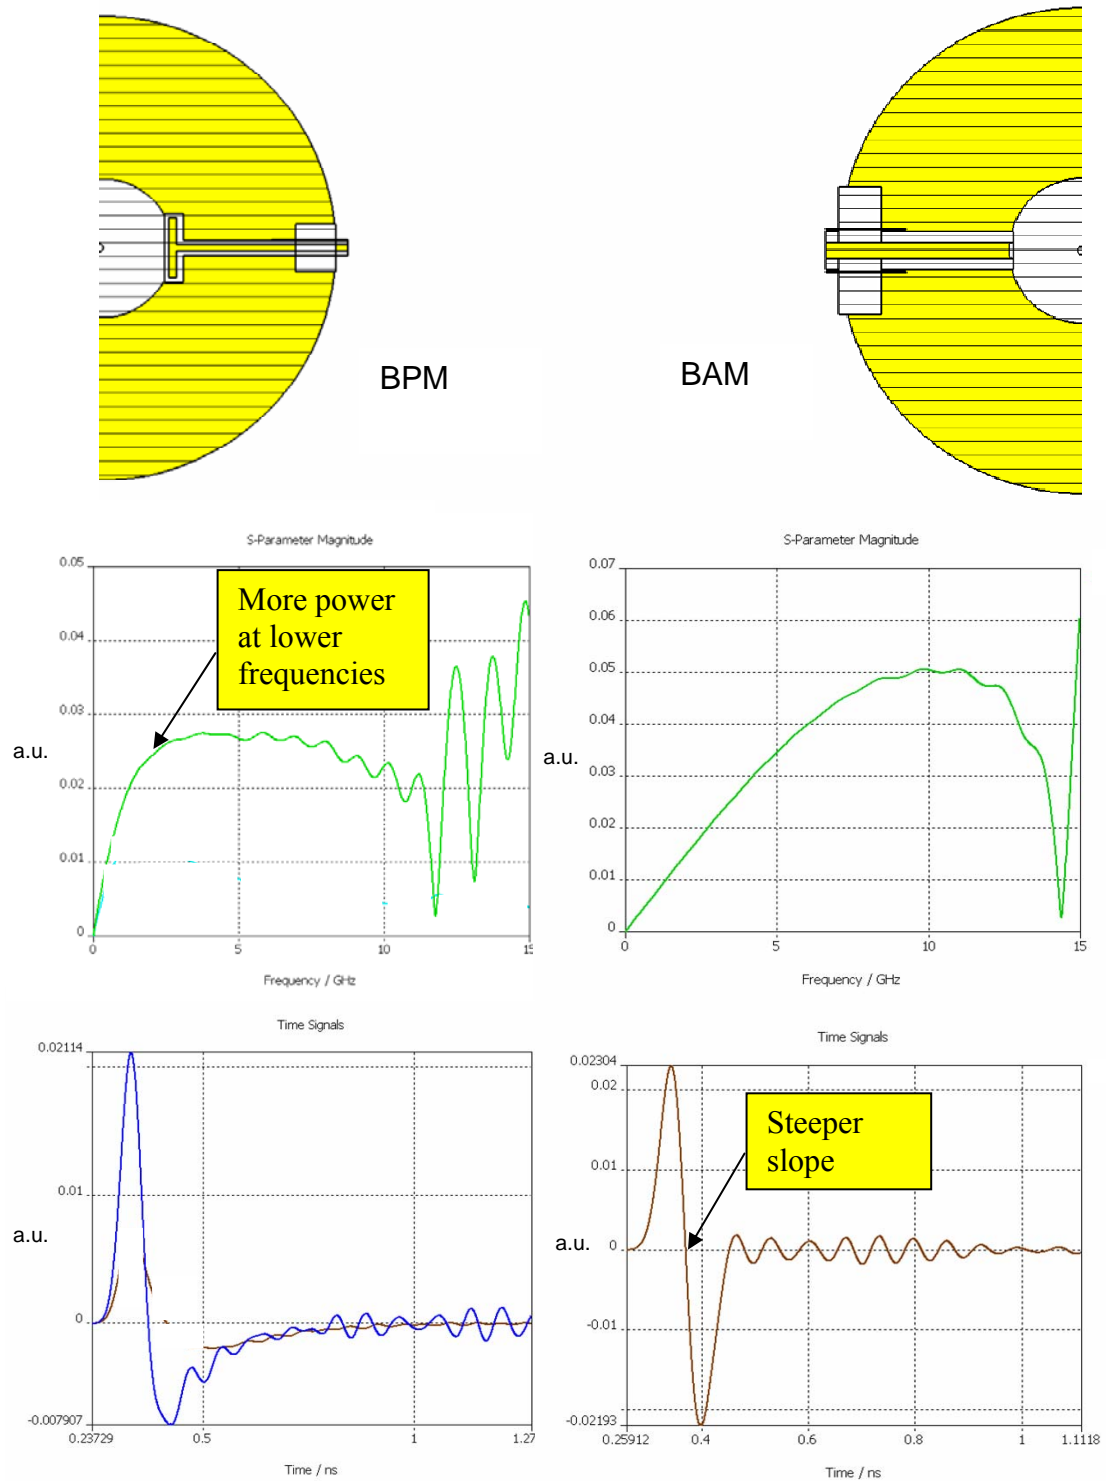 BPM
BAM
S-Parameter Magnitude
0.05
0.04
0.03
a.u.
0.02
0.01
0
0
5
10
15
Frequency / GHz
More power
at lower
frequencies
S-Parameter Magnitude
0.07
0.06
0.05
0.04
a.u.
0.03
0.02
0.01
0
0
5
10
15
Frequency / GHz
Time Signals
0.02114
0.01
a.u.
0
-0.007907
0.23729
0.5
1
1.27
Time / ns
Time Signals
0.02304
0.02
0.01
a.u.
0
-0.01
-0.02193
0.25912
0.4
0.6
0.8
1
1.1118
Time / ns
Steeper
slope